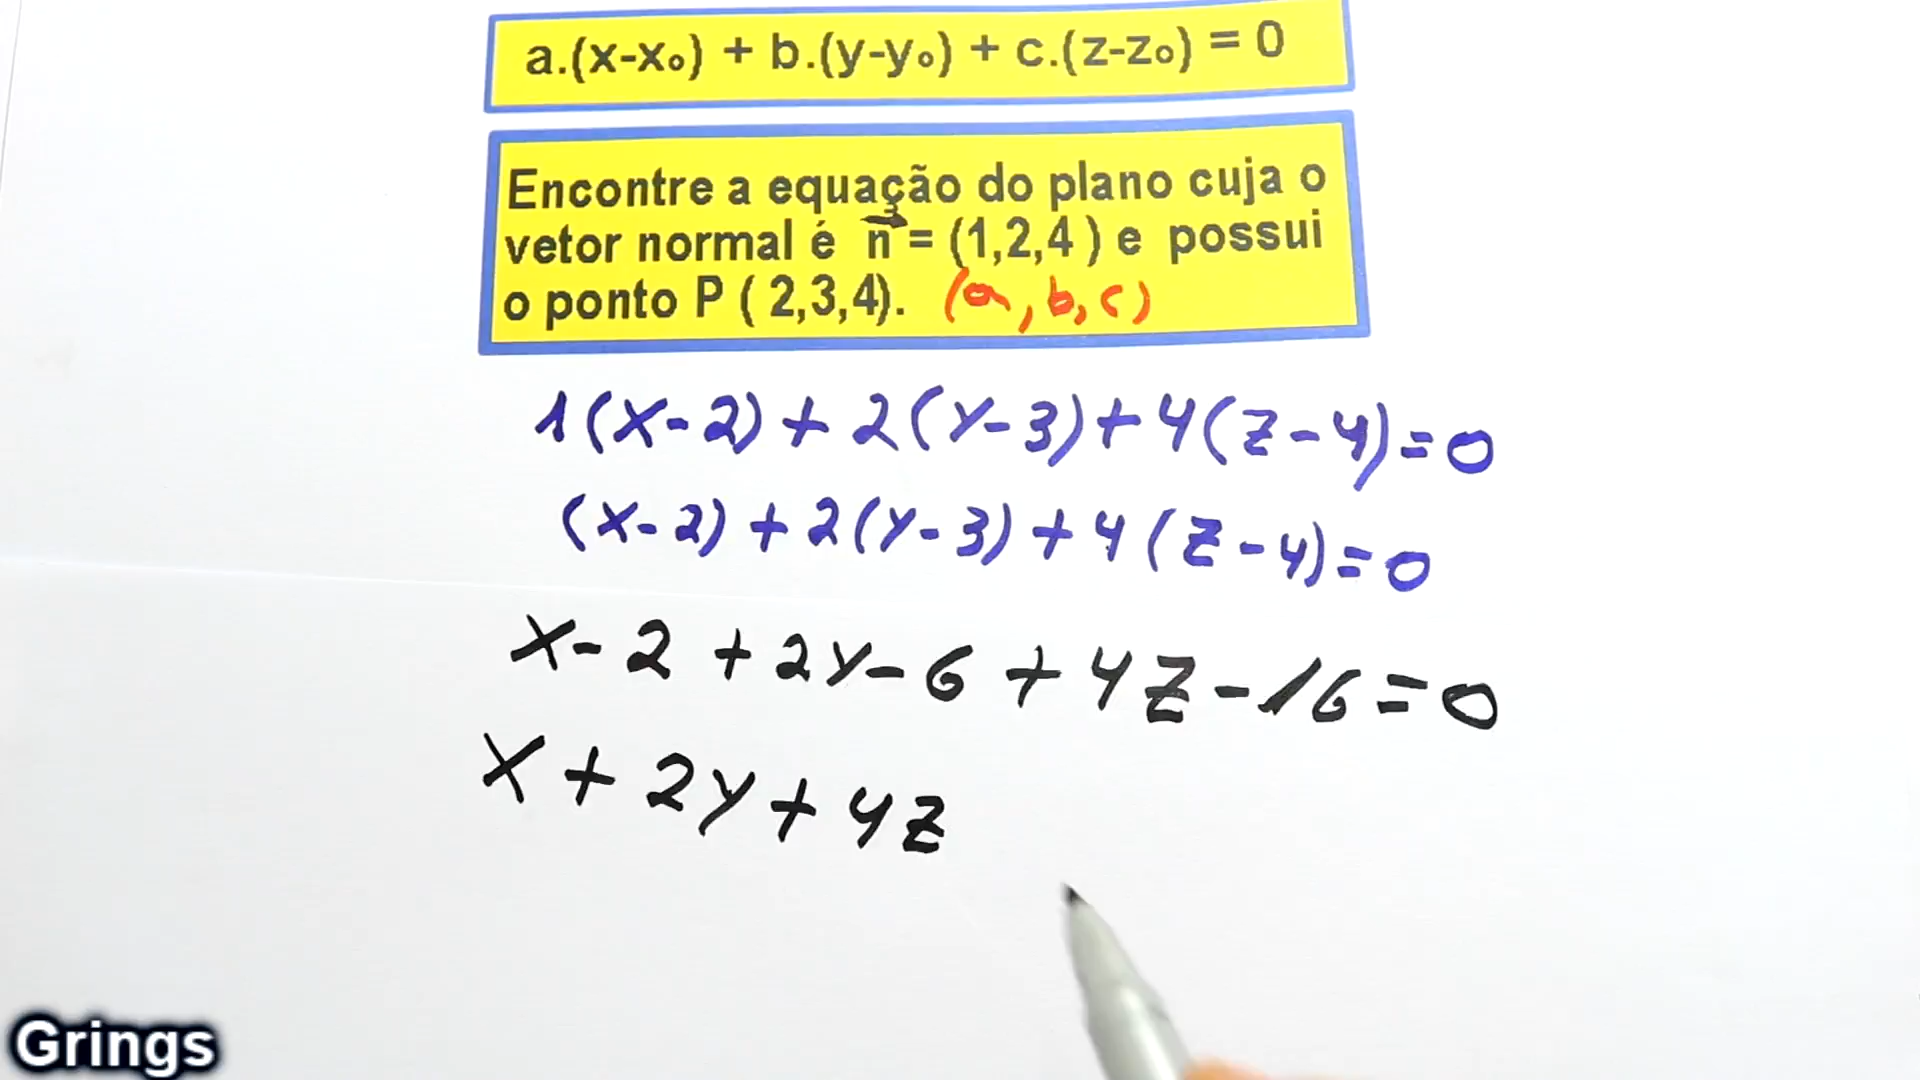 a.(x-x₀) + b.(y-y₀) + c.(z-z₀) = 0
Encontre a equação do plano cuja o
vetor normal é n⃗ = (1,2,4 ) e possui
o ponto P ( 2,3,4). (a, b, c)
1(x-2) + 2(y-3) + 4(z-4) = 0
(x-2) + 2(y-3) + 4(z-4) = 0
x - 2 + 2y - 6 + 4z - 16 = 0
x + 2y + 4z
Grings